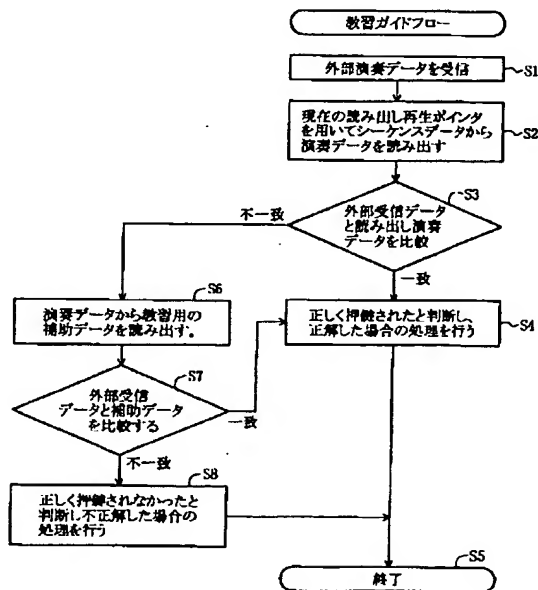 教習ガイドフロー
外部演奏データを受信
S1
現在の読み出し再生ポインタ
を用いてシーケンスデータから
演奏データを読み出す
S2
S3
外部受信データ
と読み出し演奏
データを比較
不一致
一致
S6
演奏データから教習用の
補助データを読み出す。
正しく押鍵されたと判断し、
正解した場合の処理を行う
S4
S7
外部受信
データと補助データ
を比較する
一致
不一致
S8
正しく押鍵されなかったと
判断し不正解した場合の
処理を行う
S5
終了